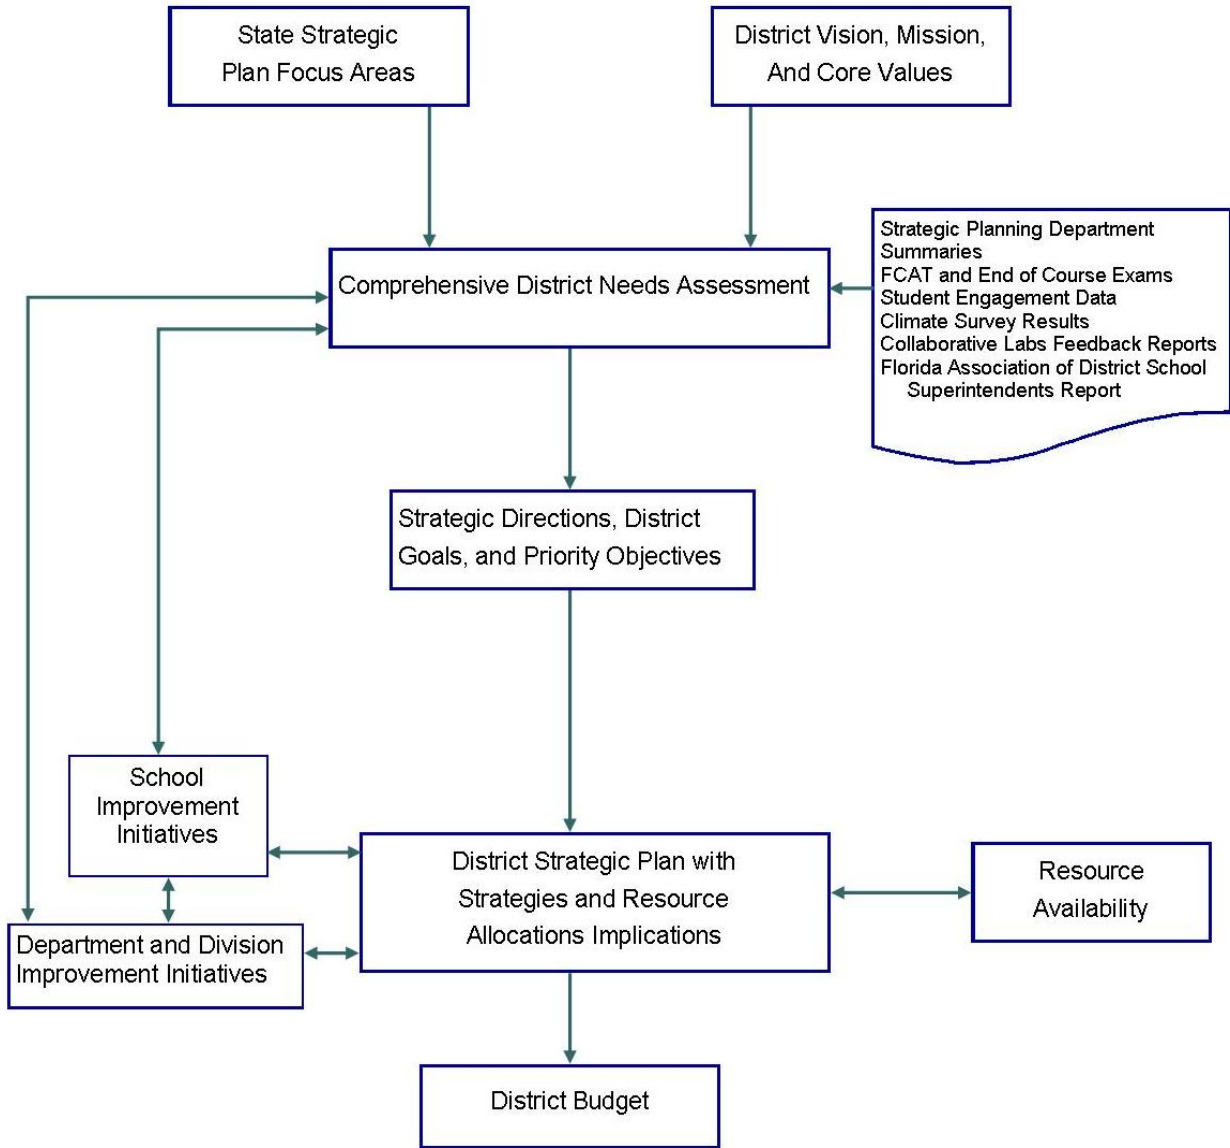 State Strategic
Plan Focus Areas
District Vision, Mission,
And Core Values
Strategic Planning Department
Summaries
FCAT and End of Course Exams
Student Engagement Data
Climate Survey Results
Collaborative Labs Feedback Reports
Florida Association of District School
Superintendents Report
Comprehensive District Needs Assessment
Strategic Directions, District
Goals, and Priority Objectives
School
Improvement
Initiatives
District Strategic Plan with
Strategies and Resource
Allocations Implications
Resource
Availability
Department and Division
Improvement Initiatives
District Budget